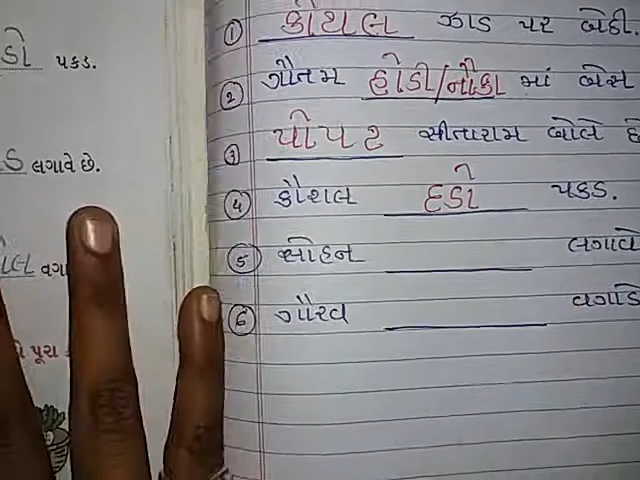 ડો પકડ.
ડ લગાવે છે.
લ વગા
પૂરા
① કોયલ ઝાડ પર બેઠી.
② ગૌતમ હોડી/નૌકા માં બેસ
③ પોપટ સીતારામ બોલે છે
④ કૌશલ દડો પકડ.
⑤ સોહન લગાવે
⑥ ગૌરવ વગાડે